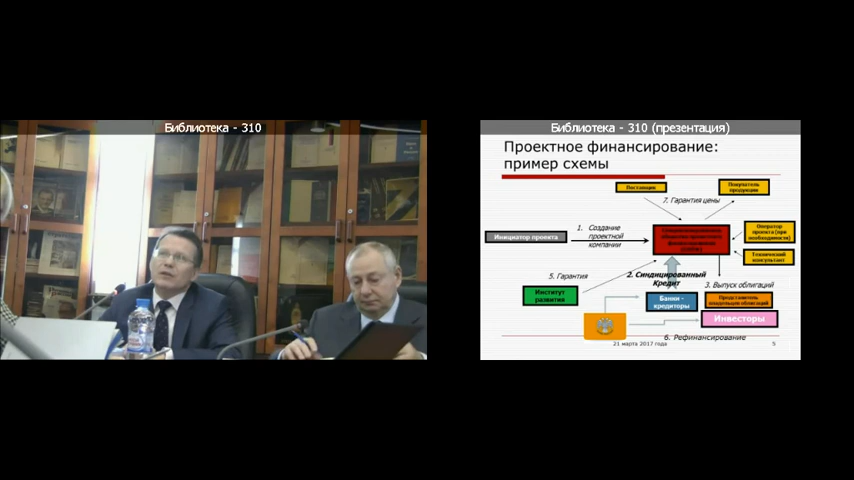 Библиотека - 310
Библиотека - 310 (презентация)
Проектное финансирование:
пример схемы
Поставщик
Покупатель
продукции
7. Гарантия цены
Инициатор проекта
1. Создание
проектной
компании
Оператор
проекта (при
необходимости)
Технический
консультант
5. Гарантия
2. Синдицированный
Кредит
3. Выпуск облигаций
Институт
развития
Банки -
кредиторы
Представитель
владельцев облигаций
Инвесторы
6. Рефинансирование
21 марта 2017 года
5